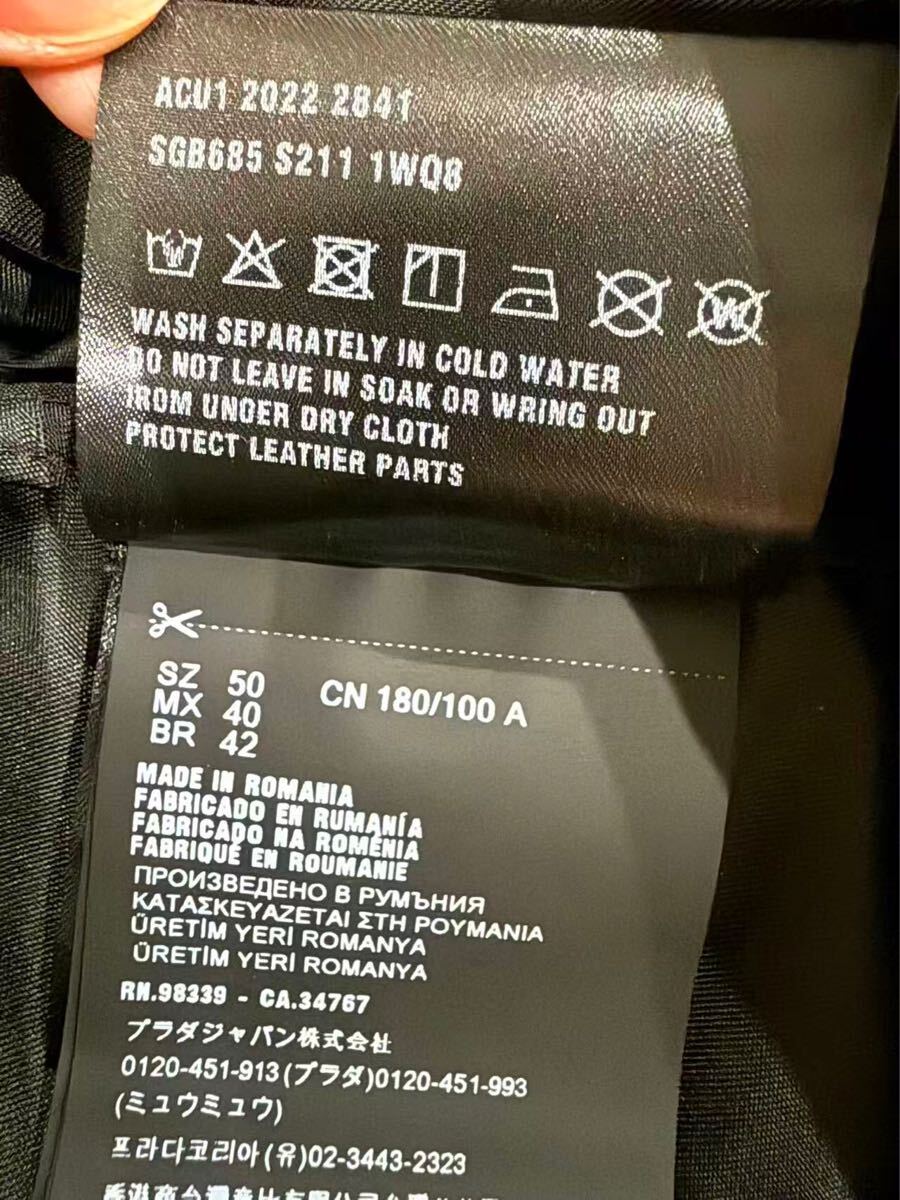 ACU1 2022 2841
SGB685 S211 1WQ8
WASH SEPARATELY IN COLD WATER
DO NOT LEAVE IN SOAK OR WRING OUT
IROM UNDER DRY CLOTH
PROTECT LEATHER PARTS
SZ 50 CN 180/100 A
MX 40
BR 42
MADE IN ROMANIA
FABRICADO EN RUMANÍA
FABRICADO NA ROMÉNIA
FABRIQUÉ EN ROUMANIE
ПРОИЗВЕДЕНО В РУМЪНИЯ
ΚΑΤΑΣΚΕΥΑΖΕΤΑΙ ΣΤΗ ΡΟΥΜΑΝΙΑ
ÜRETİM YERİ ROMANYA
ÜRETİM YERİ ROMANYA
RN.98339 - CA.34767
プラダジャパン株式会社
0120-451-913(プラダ)0120-451-993
(ミュウミュウ)
프라다코리아(유)02-3443-2323